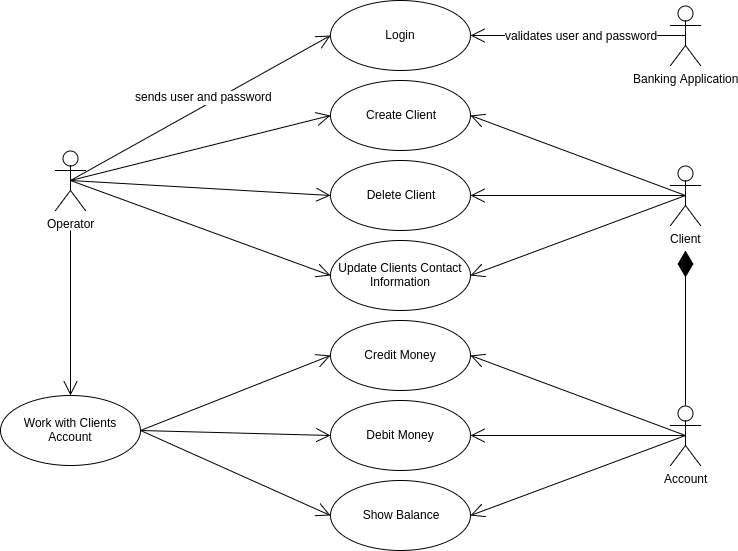 Login
validates user and password
Banking Application
sends user and password
Create Client
Operator
Delete Client
Client
Update Clients Contact
Information
Credit Money
Work with Clients
Account
Debit Money
Account
Show Balance